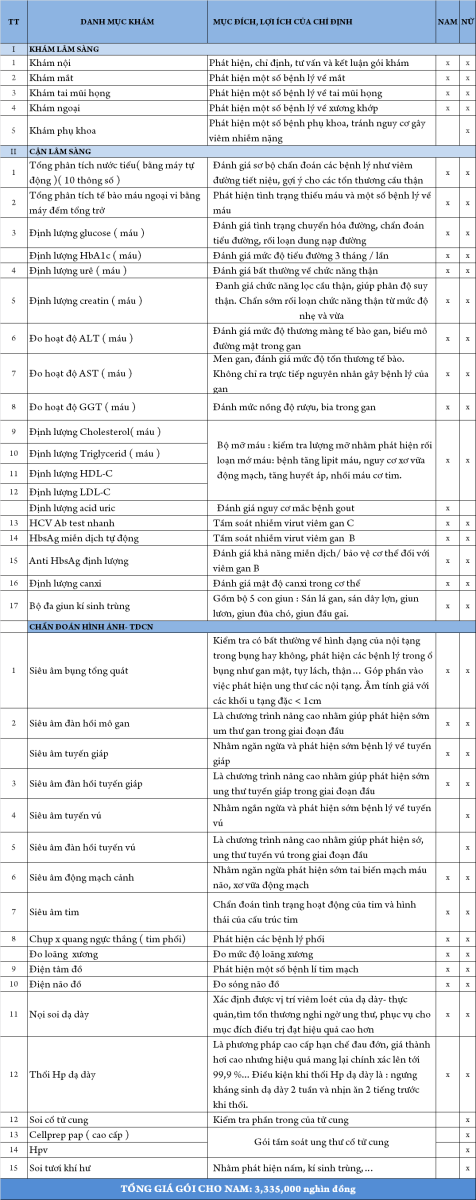 TT DANH MỤC KHÁM MỤC ĐÍCH, LỢI ÍCH CỦA CHỈ ĐỊNH NAM NỮ
I KHÁM LÂM SÀNG
1 Khám nội Phát hiện, chỉ định, tư vấn và kết luận gói khám x x
2 Khám mắt Phát hiện một số bệnh lý về mắt x x
3 Khám tai mũi họng Phát hiện một số bệnh lý về tai mũi họng x x
4 Khám ngoại Phát hiện một số bệnh lý về xương khớp x x
5 Khám phụ khoa Phát hiện một số bệnh phụ khoa, tránh nguy cơ gây
viêm nhiễm nặng x
II CẬN LÂM SÀNG
1 Tổng phân tích nước tiểu( bằng máy tự
động )( 10 thông số ) Đánh giá sơ bộ chẩn đoán các bệnh lý như viêm
đường tiết niệu, gợi ý cho các tổn thương cầu thận x x
2 Tổng phân tích tế bào máu ngoại vi bằng
máy đếm tổng trở Phát hiện tình trạng thiếu máu và một số bệnh lý về
máu x x
3 Định lượng glucose ( máu ) Đánh giá tình trạng chuyển hóa đường, chẩn đoán
tiểu đường, rối loạn dung nạp đường x x
Định lượng HbA1c ( máu) Đánh giá mức độ tiểu đường 3 tháng / lần x x
4 Định lượng urê ( máu ) Đánh giá bất thường về chức năng thận x x
5 Định lượng creatin ( máu ) Đanh giá chức năng lọc cầu thận, giúp phân độ suy
thận. Chẩn sớm rối loạn chức năng thận từ mức độ
nhẹ và vừa x x
6 Đo hoạt độ ALT ( máu ) Đánh giá mức độ thương màng tế bào gan, biểu mô
đường mật trong gan x x
7 Đo hoạt độ AST ( máu ) Men gan, đánh giá mức độ tổn thương tế bào.
Không chỉ ra trực tiếp nguyên nhân gây bệnh lý của
gan x x
8 Đo hoạt độ GGT ( máu ) Đánh mức nồng độ rượu, bia trong gan x x
9 Định lượng Cholesterol( máu )
10 Định lượng Triglycerid ( máu )
11 Định lượng HDL-C
12 Định lượng LDL-C
Bộ mỡ máu : kiểm tra lượng mỡ nhằm phát hiện rối
loạn mỡ máu: bệnh tăng lipit máu, nguy cơ xơ vữa
động mạch, tăng huyết áp, nhồi máu cơ tim. x x
Định lượng acid uric Đánh giá nguy cơ mắc bệnh gout x
13 HCV Ab test nhanh Tầm soát nhiễm virut viêm gan C x x
14 HbsAg miễn dịch tự động Tầm soát nhiễm virut viêm gan B x x
15 Anti HbsAg định lượng Đánh giá khả năng miễn dịch/ bảo vệ cơ thể đối với
viêm gan B x x
16 Định lượng canxi Đánh giá mật độ canxi trong cơ thể x x
17 Bộ đa giun kí sinh trùng Gồm bộ 5 con giun : Sán lá gan, sán dây lợn, giun
lươn, giun đũa chó, giun đầu gai. x x
CHẨN ĐOÁN HÌNH ẢNH- TDCN
1 Siêu âm bụng tổng quát Kiểm tra có bất thường về hình dạng của nội tạng
trong bụng hay không, phát hiện các bệnh lý trong ổ
bụng như gan mật, tụy lách, thận… Góp phần vào
việc phát hiện ung thư các nội tạng. Âm tính giả với
các khối u tạng đặc < 1cm x x
2 Siêu âm đàn hồi mô gan Là chương trình nâng cao nhằm giúp phát hiện sớm
um thư gan trong giai đoạn đầu x x
Siêu âm tuyến giáp Nhằm ngăn ngừa và phát hiện sớm bệnh lý về tuyến
giáp x x
3 Siêu âm đàn hồi tuyến giáp Là chương trình nâng cao nhằm giúp phát hiện sớm
ung thư tuyến giáp trong giai đoạn đầu x x
4 Siêu âm tuyến vú Nhằm ngăn ngừa và phát hiện sớm bệnh lý về tuyến
vú x
5 Siêu âm đàn hồi tuyến vú Là chương trình nâng cao nhằm giúp phát hiện sớ,
ung thư tuyến vú trong giai đoạn đầu x
6 Siêu âm động mạch cảnh Nhằm ngăn ngừa phát hiện sớm tai biến mạch máu
não, xơ vữa động mạch x x
7 Siêu âm tim Chẩn đoán tình trạng hoạt động của tim và hình
thái của cấu trúc tim x x
8 Chụp x quang ngực thẳng ( tim phổi) Phát hiện các bệnh lý phổi x x
Đo loãng xương Đo mức độ loãng xương x x
9 Điện tâm đồ Phát hiện một số bệnh lí tim mạch x x
10 Điện não đồ Đo sóng não đồ x x
11 Nọi soi dạ dày Xác định được vị trí viêm loét của dạ dày- thực
quản,tìm tổn thương nghi ngờ ung thư, phục vụ cho
mục đích điều trị đạt hiệu quả cao hơn x x
12 Thổi Hp dạ dày Là phương pháp cao cấp hạn chế đau đớn, giá thành
hơi cao nhưng hiệu quả mang lại chính xác lên tới
99,9 %... Điều kiện khi thổi Hp dạ dày là : ngưng
kháng sinh dạ dày 2 tuần và nhịn ăn 2 tiếng trước
khi thổi. x x
12 Soi cổ tử cung Kiểm tra phần trong của tử cung x
13 Cellprep pap ( cao cấp ) Gói tầm soát ung thư cổ tử cung x
14 Hpv x
15 Soi tươi khí hư Nhằm phát hiện nấm, kí sinh trùng,… x
TỔNG GIÁ GÓI CHO NAM: 3,335,000 nghìn đồng